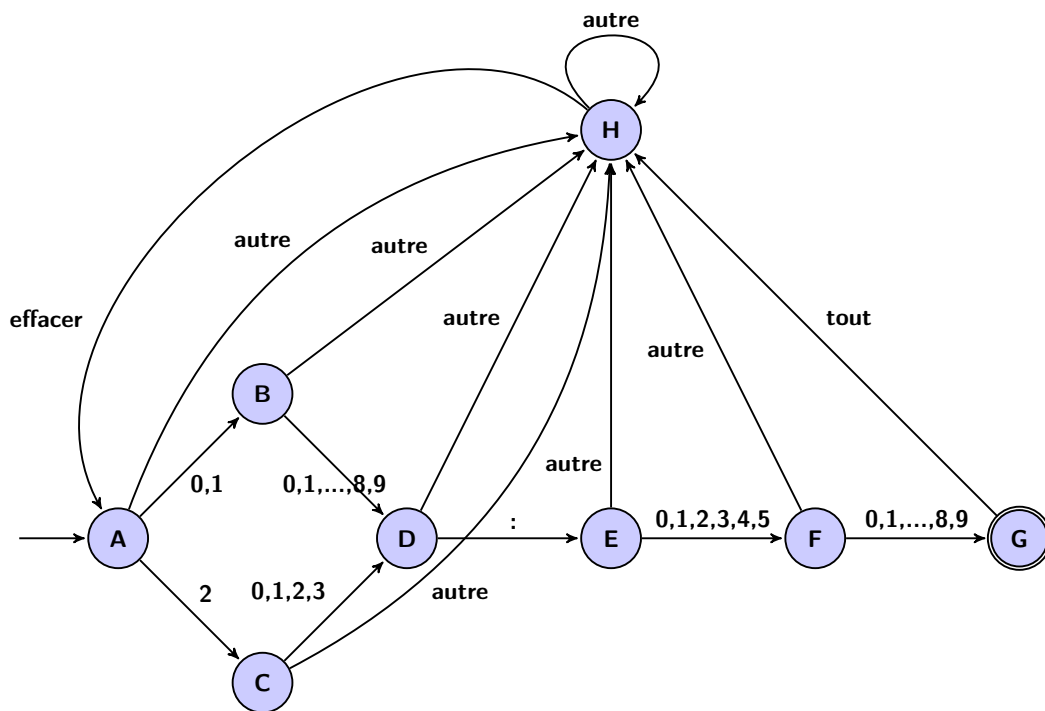 autre
H
autre
autre
effacer
autre
tout
autre
B
autre
0,1
0,1,...,8,9
A
D
:
E
0,1,2,3,4,5
F
0,1,...,8,9
G
2
0,1,2,3
autre
C